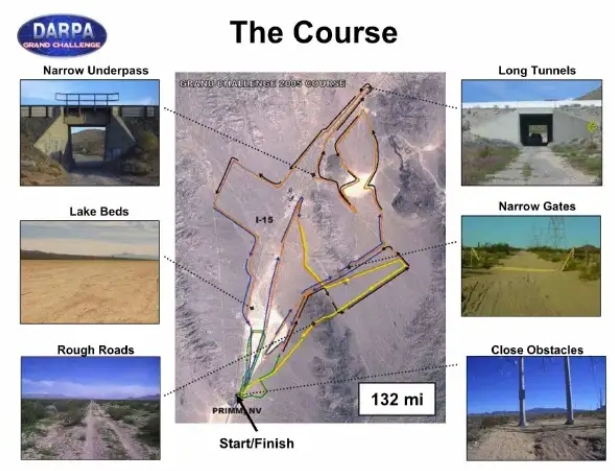 DARPA
GRAND CHALLENGE
The Course
Narrow Underpass
Long Tunnels
GRAND CHALLENGE 2005 COURSE
Lake Beds
I-15
Narrow Gates
Rough Roads
Close Obstacles
132 mi
PRIMM, NV
Start/Finish